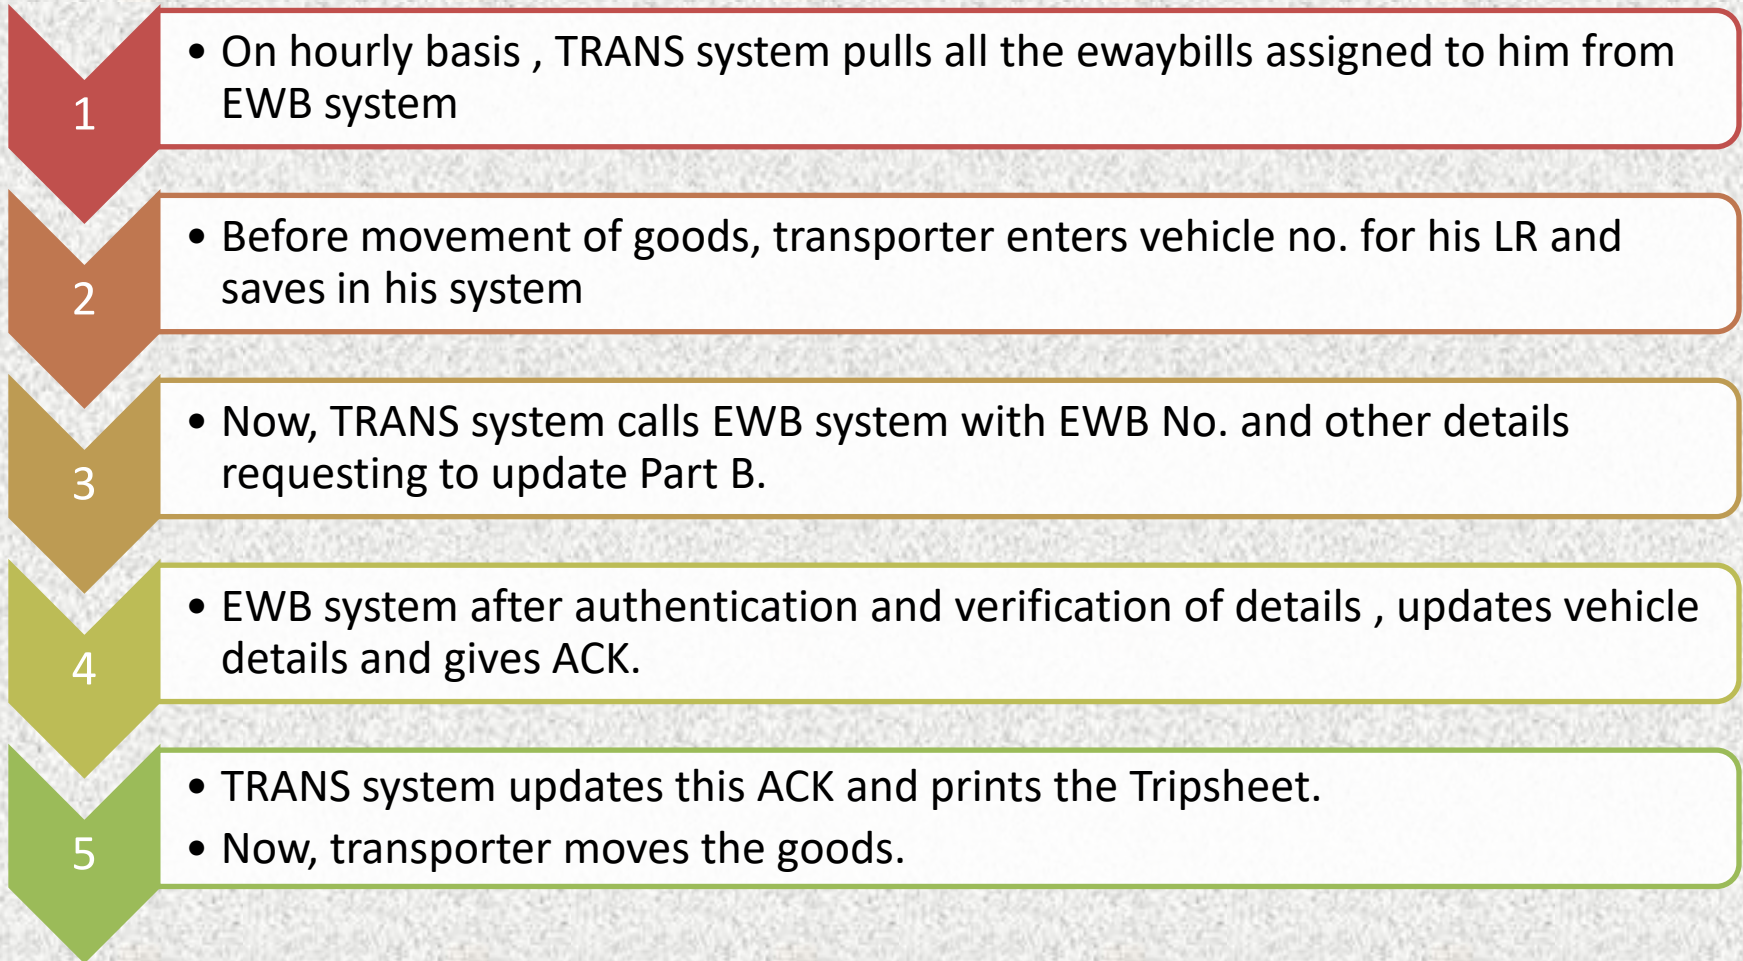 1
• On hourly basis , TRANS system pulls all the ewaybills assigned to him from
EWB system
2
• Before movement of goods, transporter enters vehicle no. for his LR and
saves in his system
3
• Now, TRANS system calls EWB system with EWB No. and other details
requesting to update Part B.
4
• EWB system after authentication and verification of details , updates vehicle
details and gives ACK.
5
• TRANS system updates this ACK and prints the Tripsheet.
• Now, transporter moves the goods.